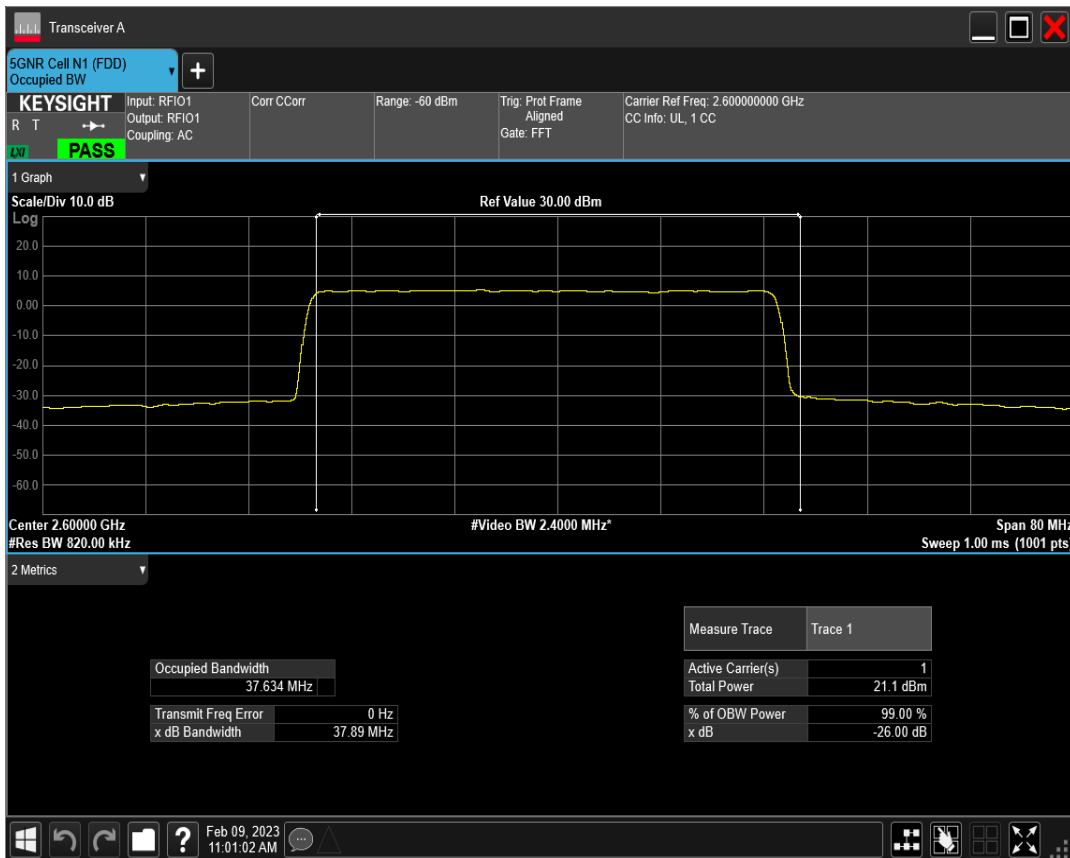 Transceiver A
5GNR Cell N1 (FDD)
Occupied BW
KEYSIGHT
R T
LXI
PASS
Input: RFIO1
Output: RFIO1
Coupling: AC
Corr CCorr
Range: -60 dBm
Trig: Prot Frame
Aligned
Gate: FFT
Carrier Ref Freq: 2.600000000 GHz
CC Info: UL, 1 CC
1 Graph
Scale/Div 10.0 dB
Ref Value 30.00 dBm
Log
20.0
10.0
0.00
-10.0
-20.0
-30.0
-40.0
-50.0
-60.0
Center 2.60000 GHz
#Video BW 2.4000 MHz*
Span 80 MHz
#Res BW 820.00 kHz
Sweep 1.00 ms (1001 pts)
2 Metrics
Measure Trace Trace 1
Occupied Bandwidth
37.634 MHz
Active Carrier(s) 1
Total Power 21.1 dBm
Transmit Freq Error 0 Hz
x dB Bandwidth 37.89 MHz
% of OBW Power 99.00 %
x dB -26.00 dB
?
Feb 09, 2023
11:01:02 AM